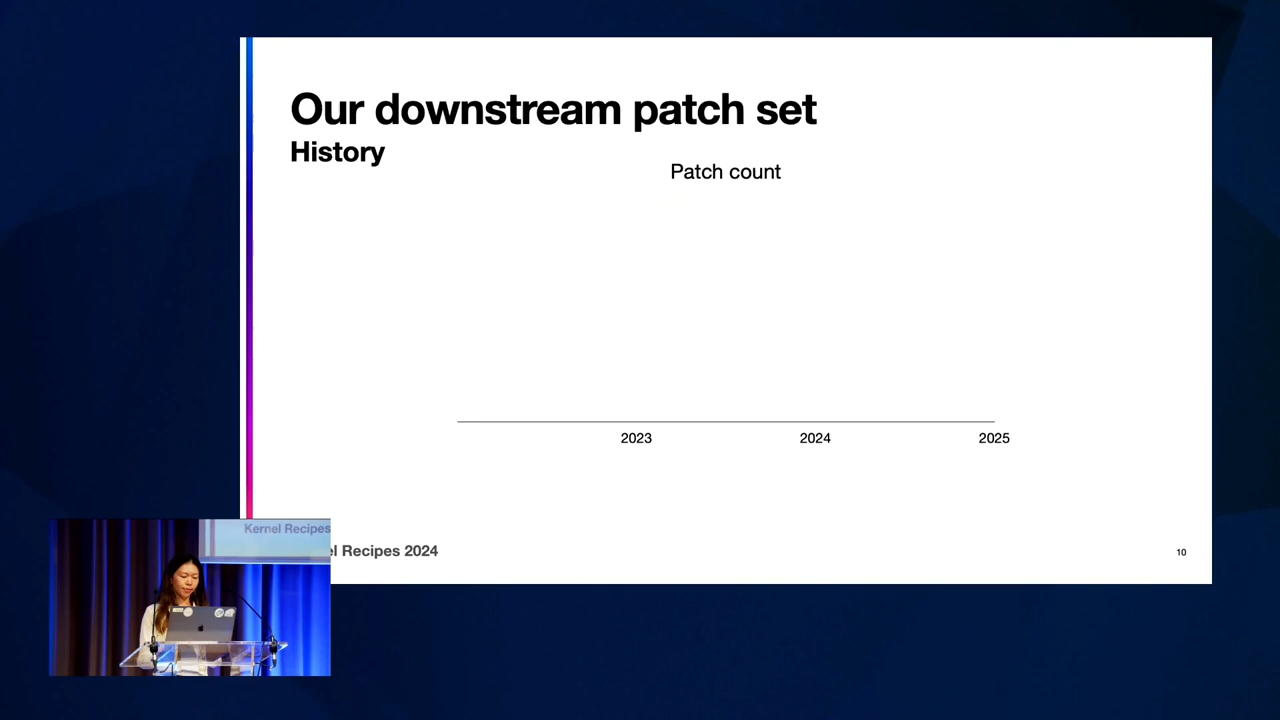 Our downstream patch set
History
Patch count
2023 2024 2025
Kernel Recipes
el Recipes 2024
10